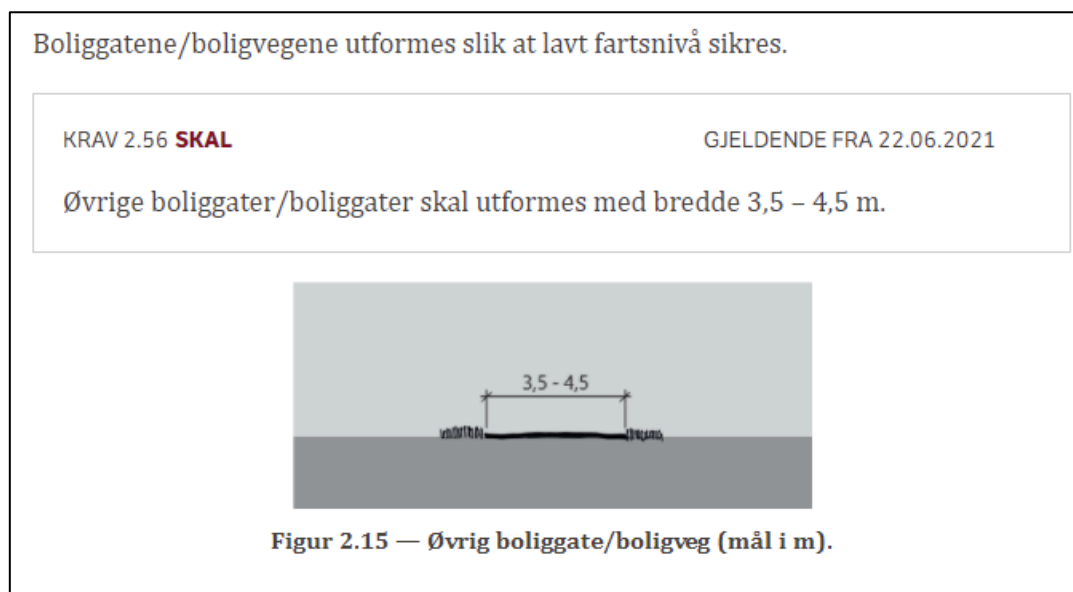 Boliggatene/boligvegene utformes slik at lavt fartsnivå sikres.
KRAV 2.56 SKAL
GJELDENDE FRA 22.06.2021
Øvrige boliggater/boliggater skal utformes med bredde 3,5 – 4,5 m.
3,5 - 4,5
Figur 2.15 — Øvrig boliggate/boligveg (mål i m).